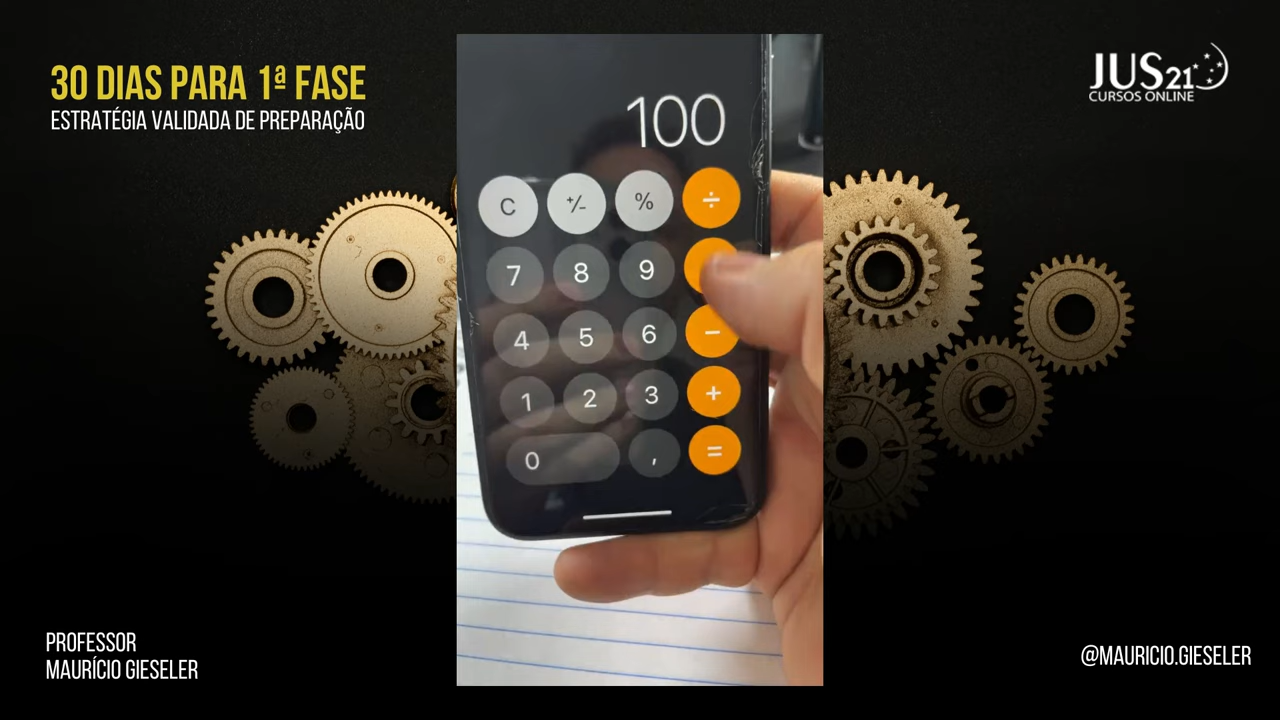 30 DIAS PARA 1ª FASE
ESTRATÉGIA VALIDADA DE PREPARAÇÃO
JUS21
CURSOS ONLINE
100
C +/- % ÷
7 8 9
4 5 6 −
1 2 3 +
0 , =
PROFESSOR
MAURÍCIO GIESELER
@MAURICIO.GIESELER